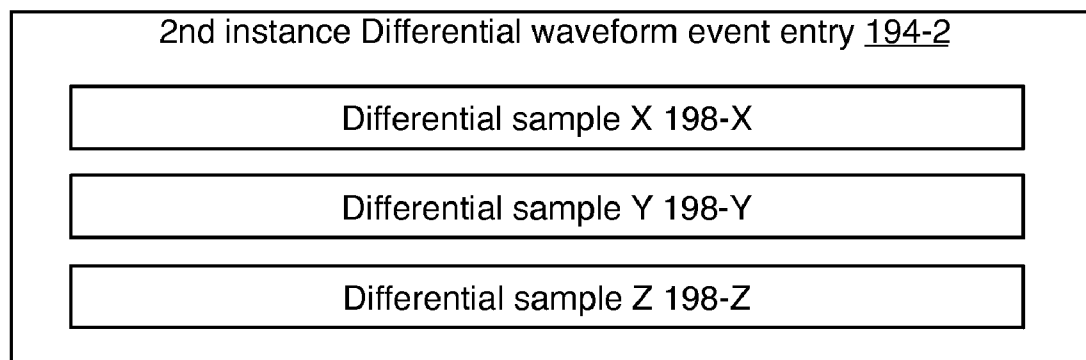 2nd instance Differential waveform event entry 194-2
Differential sample X 198-X
Differential sample Y 198-Y
Differential sample Z 198-Z